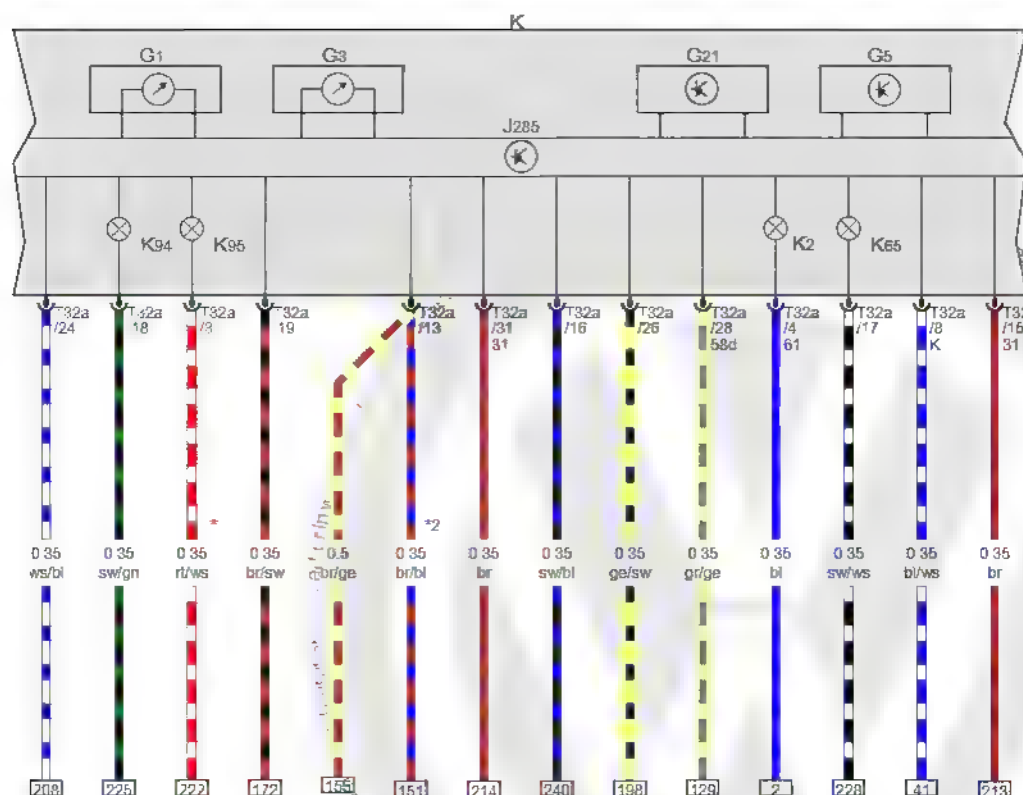 K
G1 G3 G21 G5
J285
K94 K95 K2 K65
T32a T32a T32a T32a T32a T32a T32a T32a T32a T32a T32a T32a
/24 18 /3 19 /13 /31 /16 /26 /28 /4 /17 /8 /15
31 58d 61 K 31
* *2
0 35 0 35 0 35 0.35 0.5 0 35 0 35 0 35 0 35 0 35 0 35 0 35 0 35 0 35
ws/bl sw/gn rt/ws br/sw br/ge br/bl br sw/bl ge/sw gr/ge bl sw/ws bl/ws br
208 225 222 172 155 151 214 240 198 129 2 228 41 213